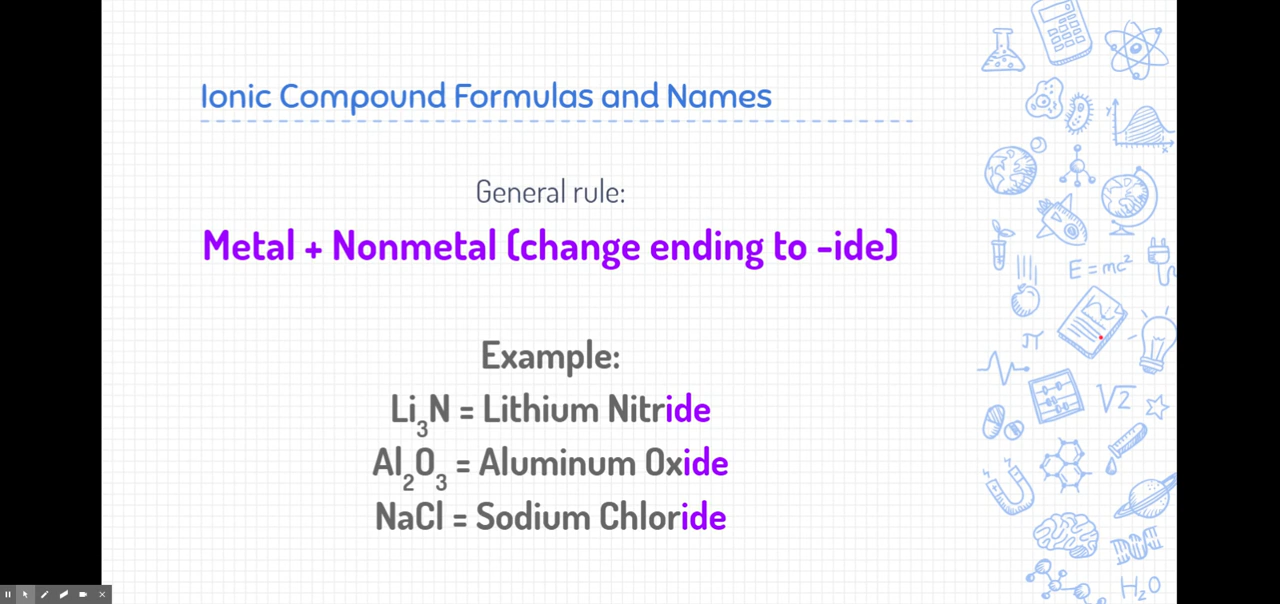 Ionic Compound Formulas and Names
General rule:
Metal + Nonmetal (change ending to -ide)
Example:
Li₃N = Lithium Nitride
Al₂O₃ = Aluminum Oxide
NaCl = Sodium Chloride
y
x
E = mc²
π
√2
H₂O